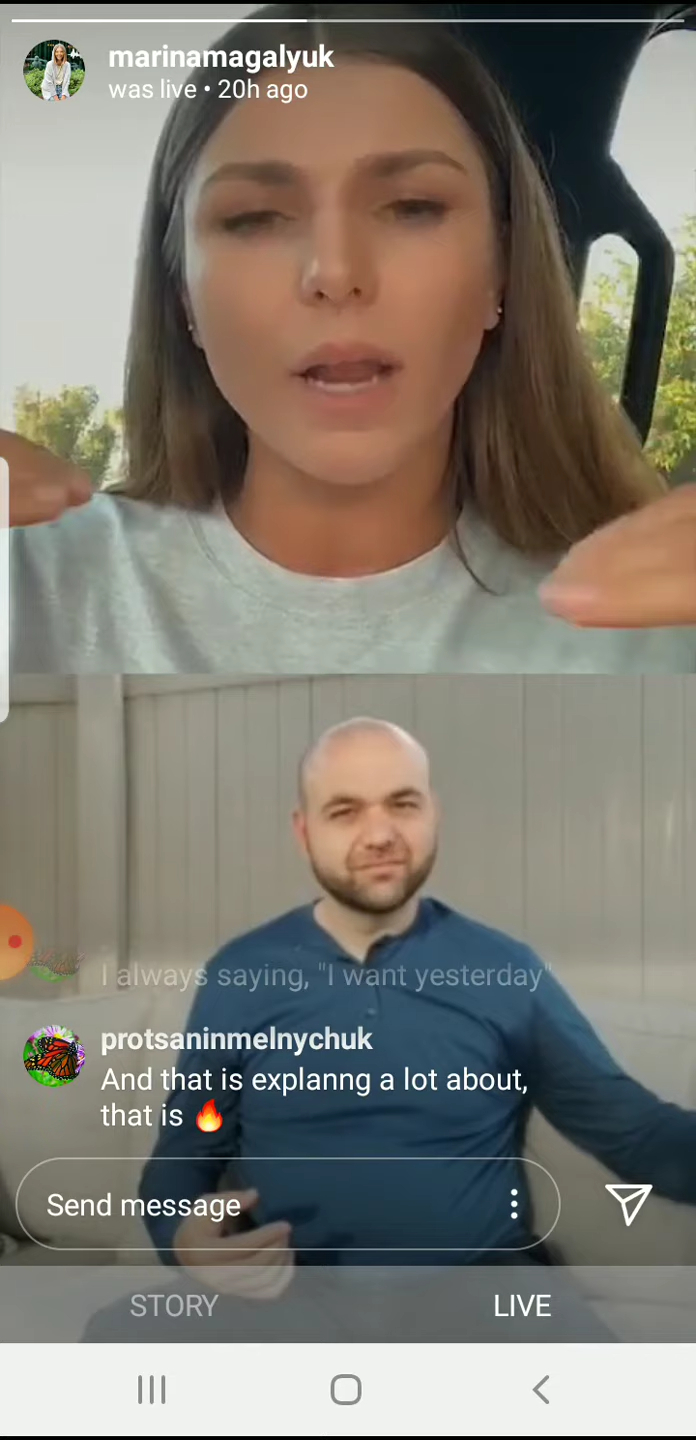 marinamagalyuk
was live • 20h ago
I always saying, "I want yesterday"
protsaninmelnychuk
And that is explanng a lot about,
that is 🔥
Send message
STORY
LIVE